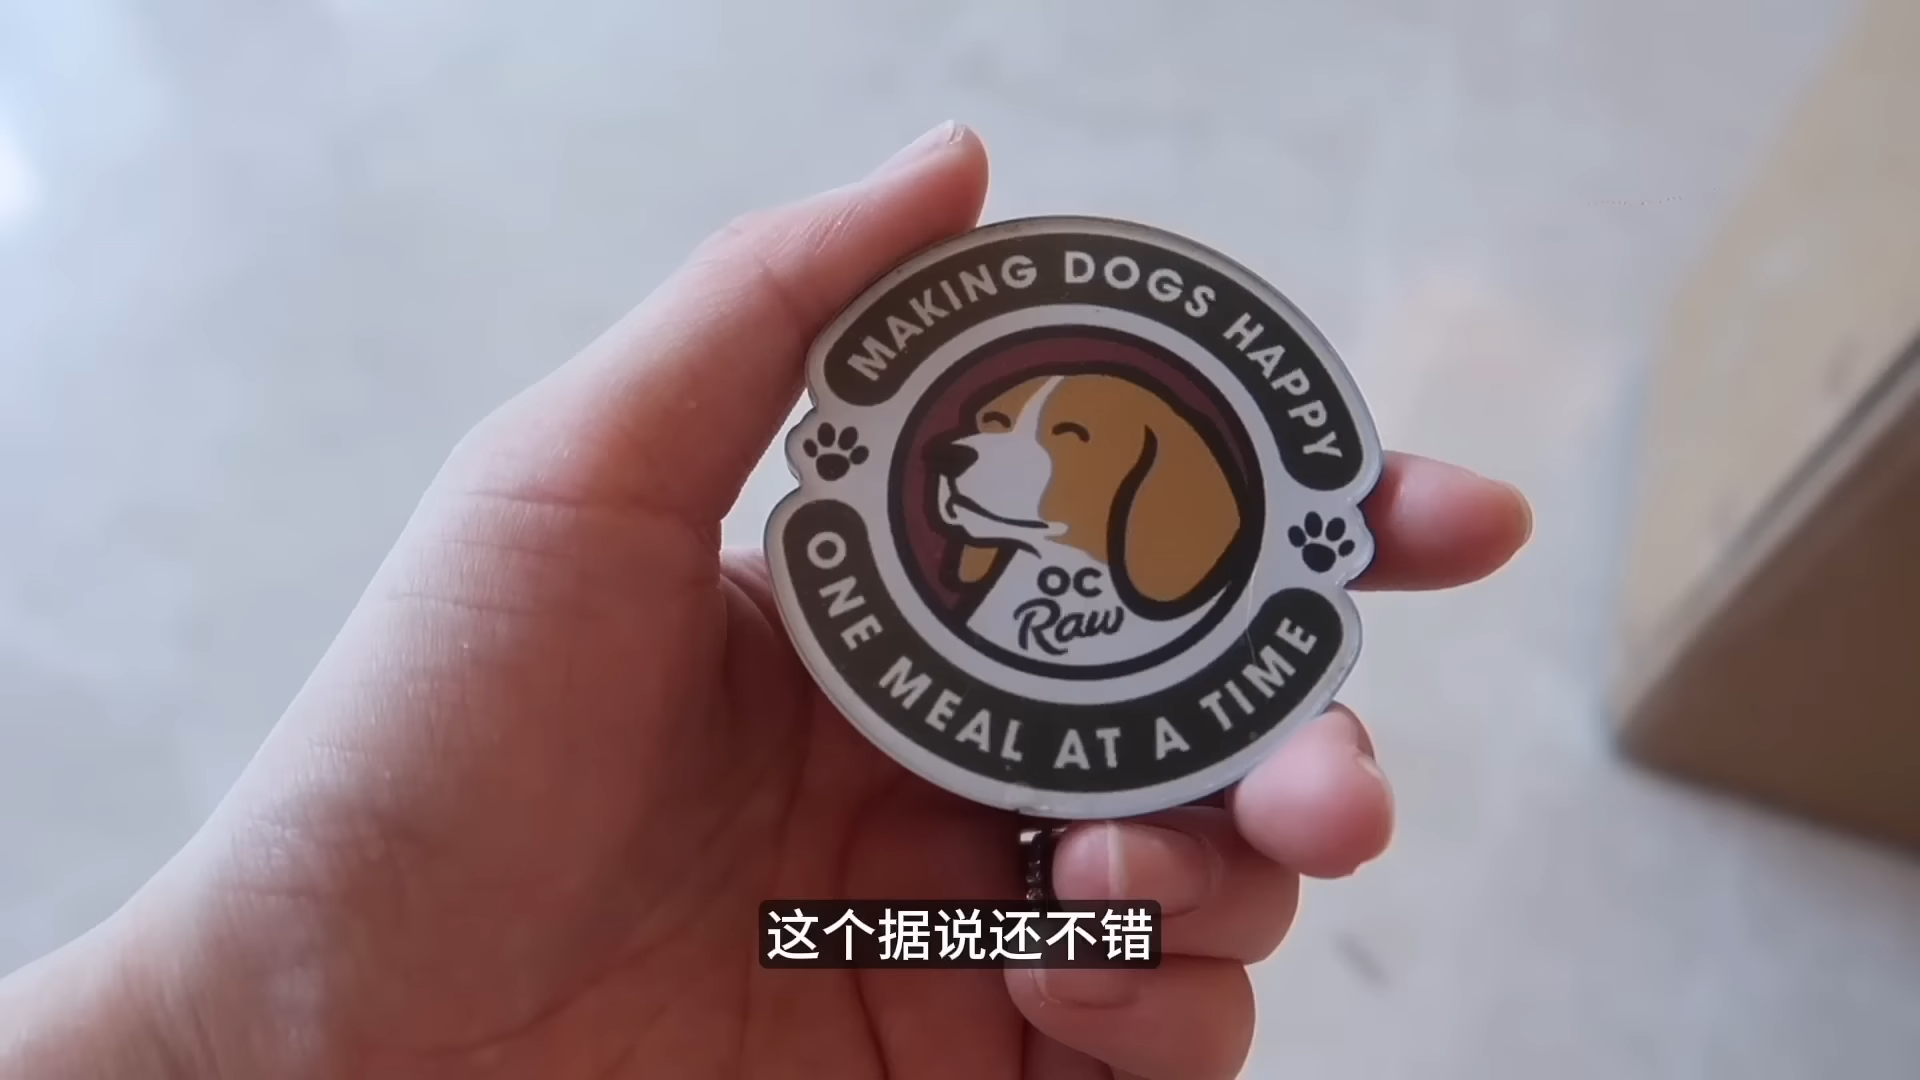 MAKING DOGS HAPPY
OC
Raw
ONE MEAL AT A TIME
这个据说还不错